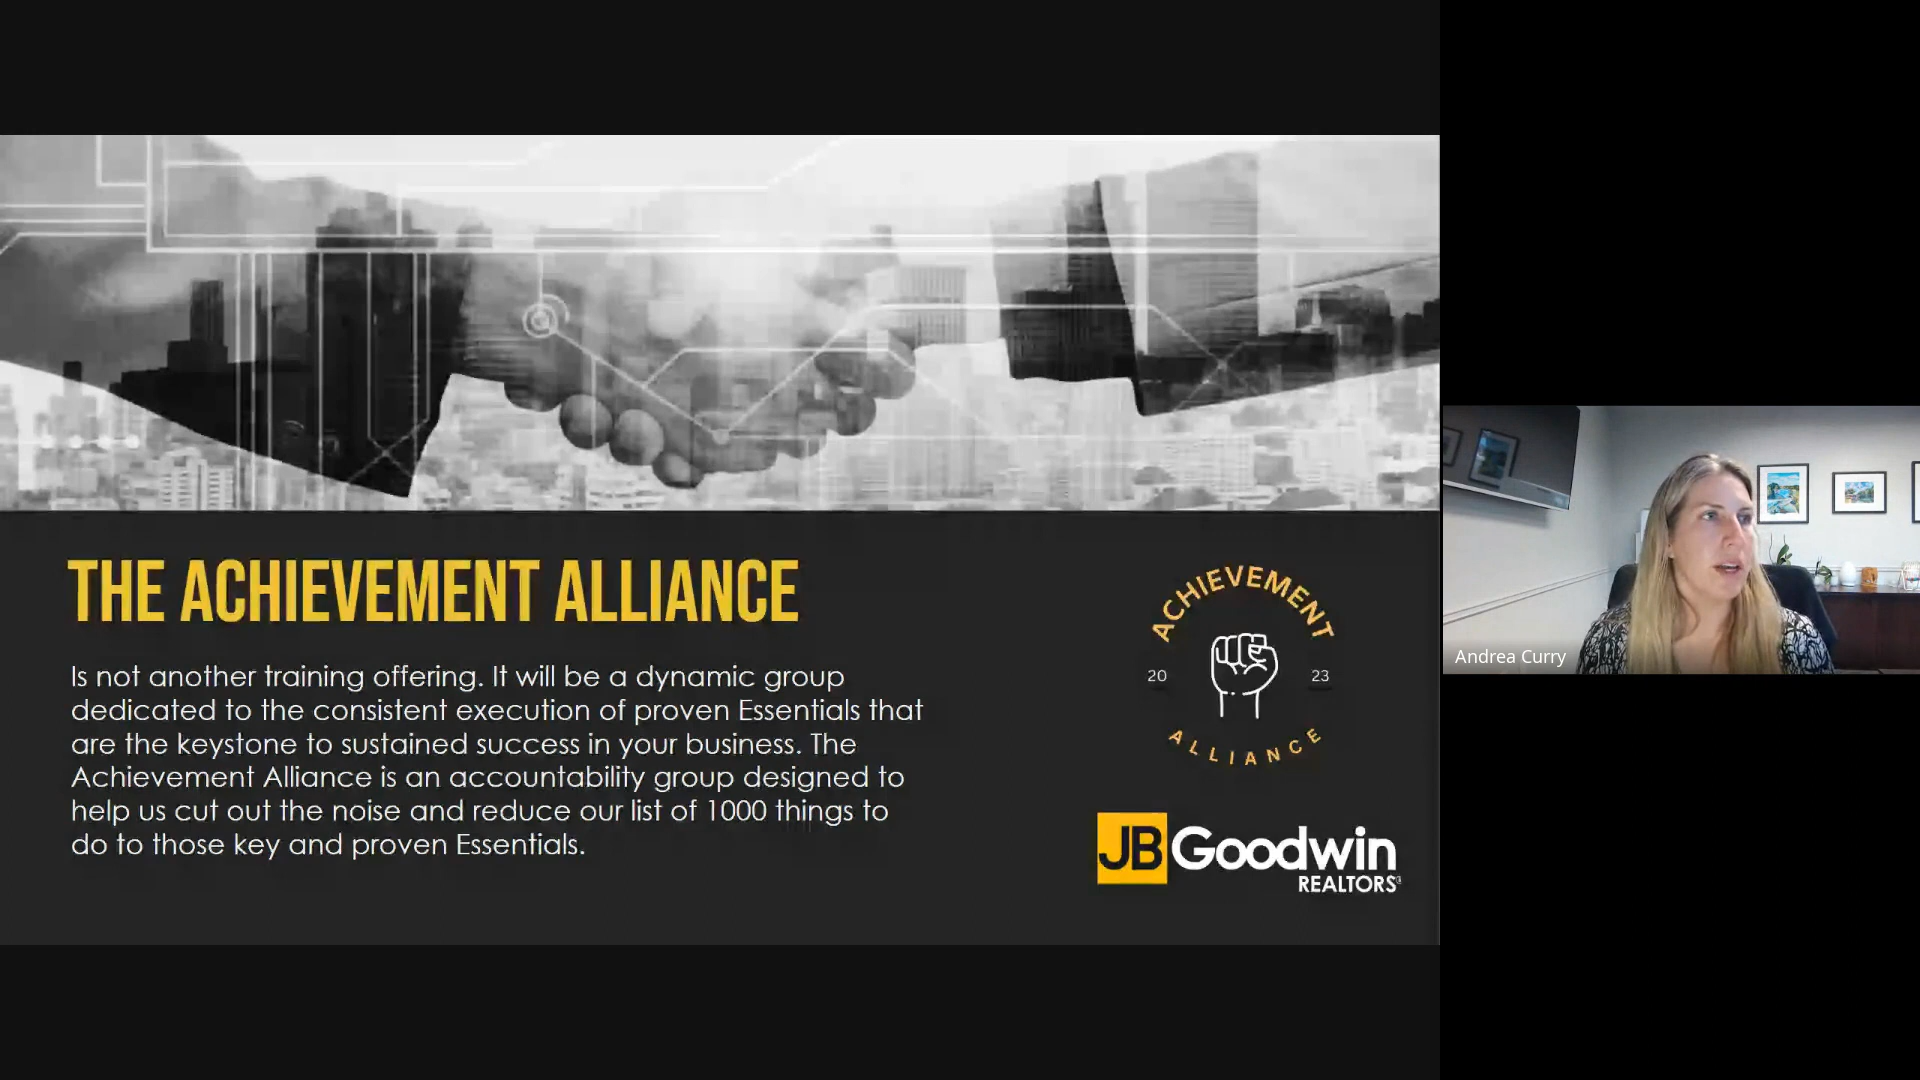 THE ACHIEVEMENT ALLIANCE
Is not another training offering. It will be a dynamic group
dedicated to the consistent execution of proven Essentials that
are the keystone to sustained success in your business. The
Achievement Alliance is an accountability group designed to
help us cut out the noise and reduce our list of 1000 things to
do to those key and proven Essentials.
ACHIEVEMENT
20 23
ALLIANCE
JB Goodwin
REALTORS®
Andrea Curry